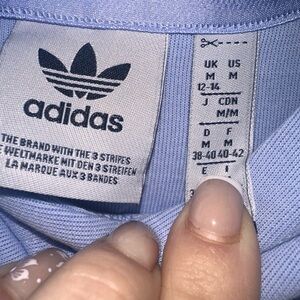 adidas
THE BRAND WITH THE 3 STRIPES
WELTMARKE MIT DEN 3 STREIFEN
LA MARQUE AUX 3 BANDES
UK US
M M
12-14
J CDN
M/M
D F
M M
38-40 40-42
E I